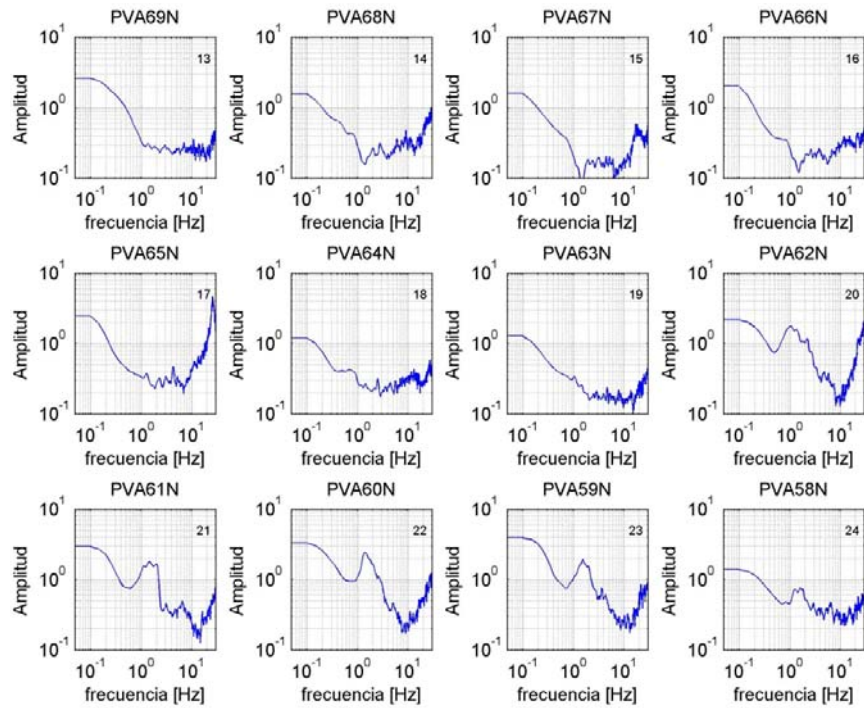 PVA69N PVA68N PVA67N PVA66N
10^1 10^1 10^1 10^1
13 14 15 16
Amplitud Amplitud Amplitud Amplitud
10^0 10^0 10^0 10^0
10^-1 10^-1 10^-1 10^-1
10^-1 10^0 10^1 10^-1 10^0 10^1 10^-1 10^0 10^1 10^-1 10^0 10^1
frecuencia [Hz] frecuencia [Hz] frecuencia [Hz] frecuencia [Hz]
PVA65N PVA64N PVA63N PVA62N
10^1 10^1 10^1 10^1
17 18 19 20
Amplitud Amplitud Amplitud Amplitud
10^0 10^0 10^0 10^0
10^-1 10^-1 10^-1 10^-1
10^-1 10^0 10^1 10^-1 10^0 10^1 10^-1 10^0 10^1 10^-1 10^0 10^1
frecuencia [Hz] frecuencia [Hz] frecuencia [Hz] frecuencia [Hz]
PVA61N PVA60N PVA59N PVA58N
10^1 10^1 10^1 10^1
21 22 23 24
Amplitud Amplitud Amplitud Amplitud
10^0 10^0 10^0 10^0
10^-1 10^-1 10^-1 10^-1
10^-1 10^0 10^1 10^-1 10^0 10^1 10^-1 10^0 10^1 10^-1 10^0 10^1
frecuencia [Hz] frecuencia [Hz] frecuencia [Hz] frecuencia [Hz]